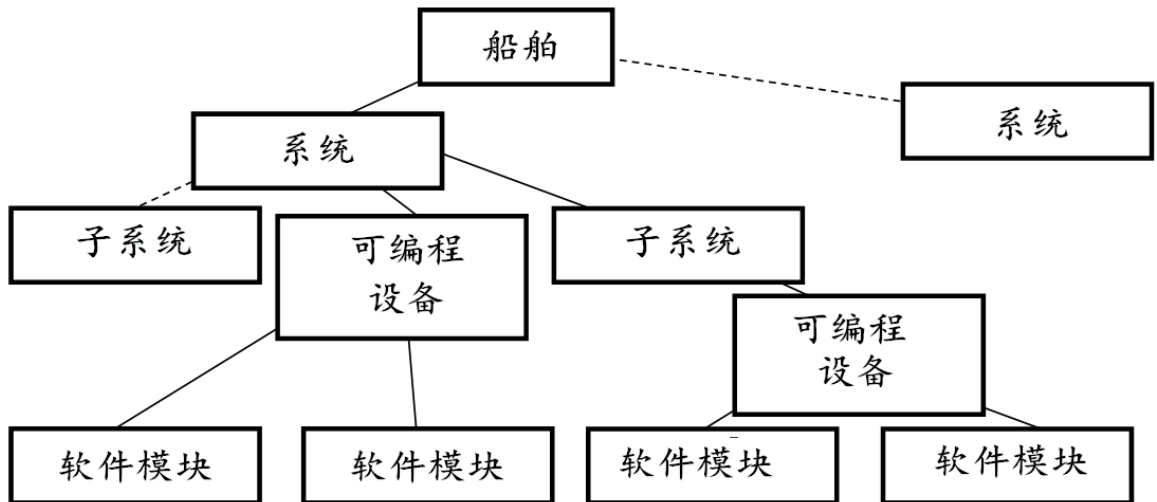 船舶
系统
系统
子系统
可编程
设备
子系统
可编程
设备
软件模块
软件模块
软件模块
软件模块